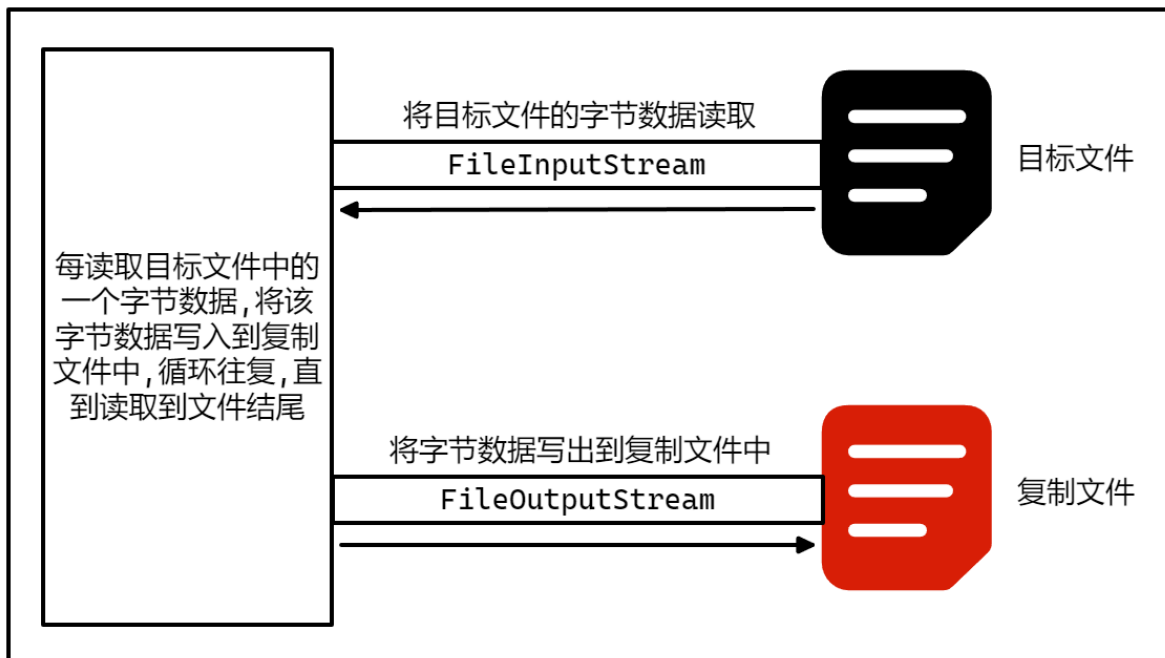 将目标文件的字节数据读取
FileInputStream
目标文件
每读取目标文件中的
一个字节数据,将该
字节数据写入到复制
文件中,循环往复,直
到读取到文件结尾
将字节数据写出到复制文件中
FileOutputStream
复制文件